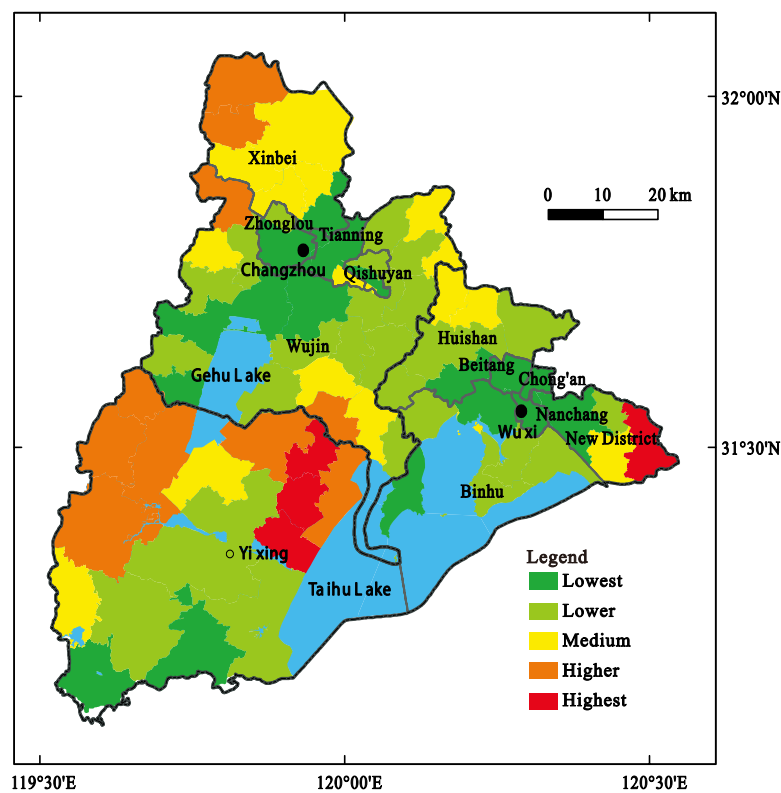 32°00'N
Xinbei
0 10 20 km
Zhonglou
Tianning
Changzhou
Qishuyan
Huishan
Wujin
Beitang
Gehu Lake
Chong'an
Nanchang
Wuxi
New District
31°30'N
Binhu
Yixing
Legend
Taihu Lake
Lowest
Lower
Medium
Higher
Highest
119°30'E 120°00'E 120°30'E